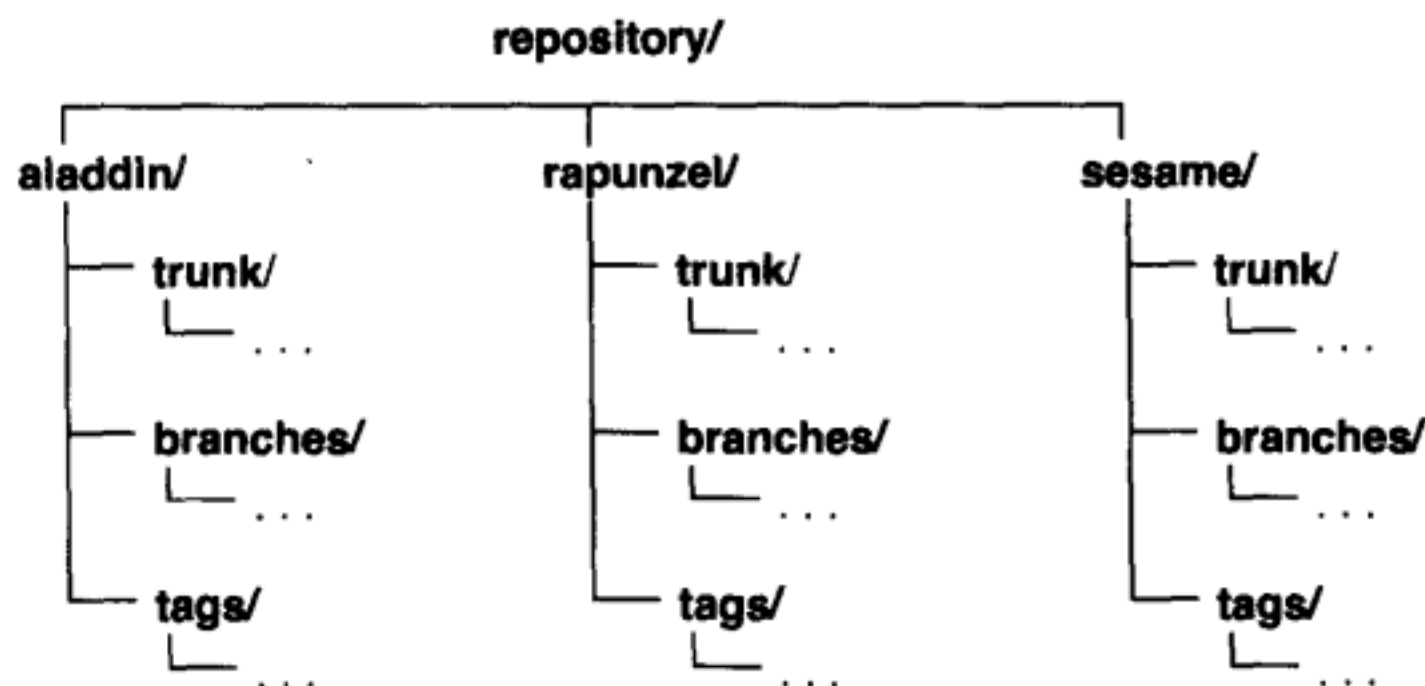 repository/
aladdin/ rapunzel/ sesame/
trunk/ trunk/ trunk/
... ... ...
branches/ branches/ branches/
... ... ...
tags/ tags/ tags/
... ... ...